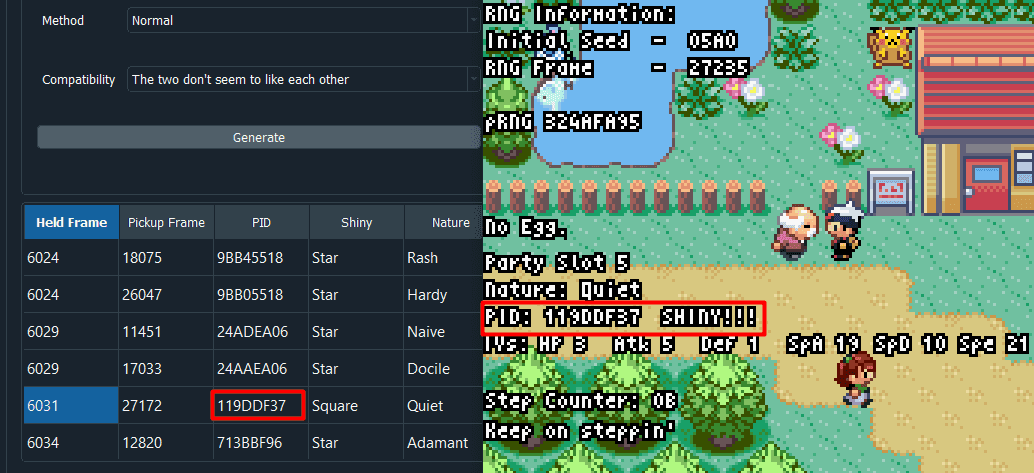 Method Normal
Compatibility The two don't seem to like each other
Generate
Held Frame Pickup Frame PID Shiny Nature
6024 18075 9BB45518 Star Rash
6024 26047 9BB05518 Star Hardy
6029 11451 24ADEA06 Star Naive
6029 17033 24AAEA06 Star Docile
6031 27172 119DDF37 Square Quiet
6034 12820 713BBF96 Star Adamant
RNG Information:
Initial Seed - 05A0
RNG Frame - 27235
pRNG B24AFA95
No Egg.
Party Slot 5
Nature: Quiet
PID: 119DDF37 SHINY!!!
IVs: HP 3 Atk 5 Def 1 SpA 19 SpD 10 Spe 21
Step Counter: 0B
Keep on steppin'